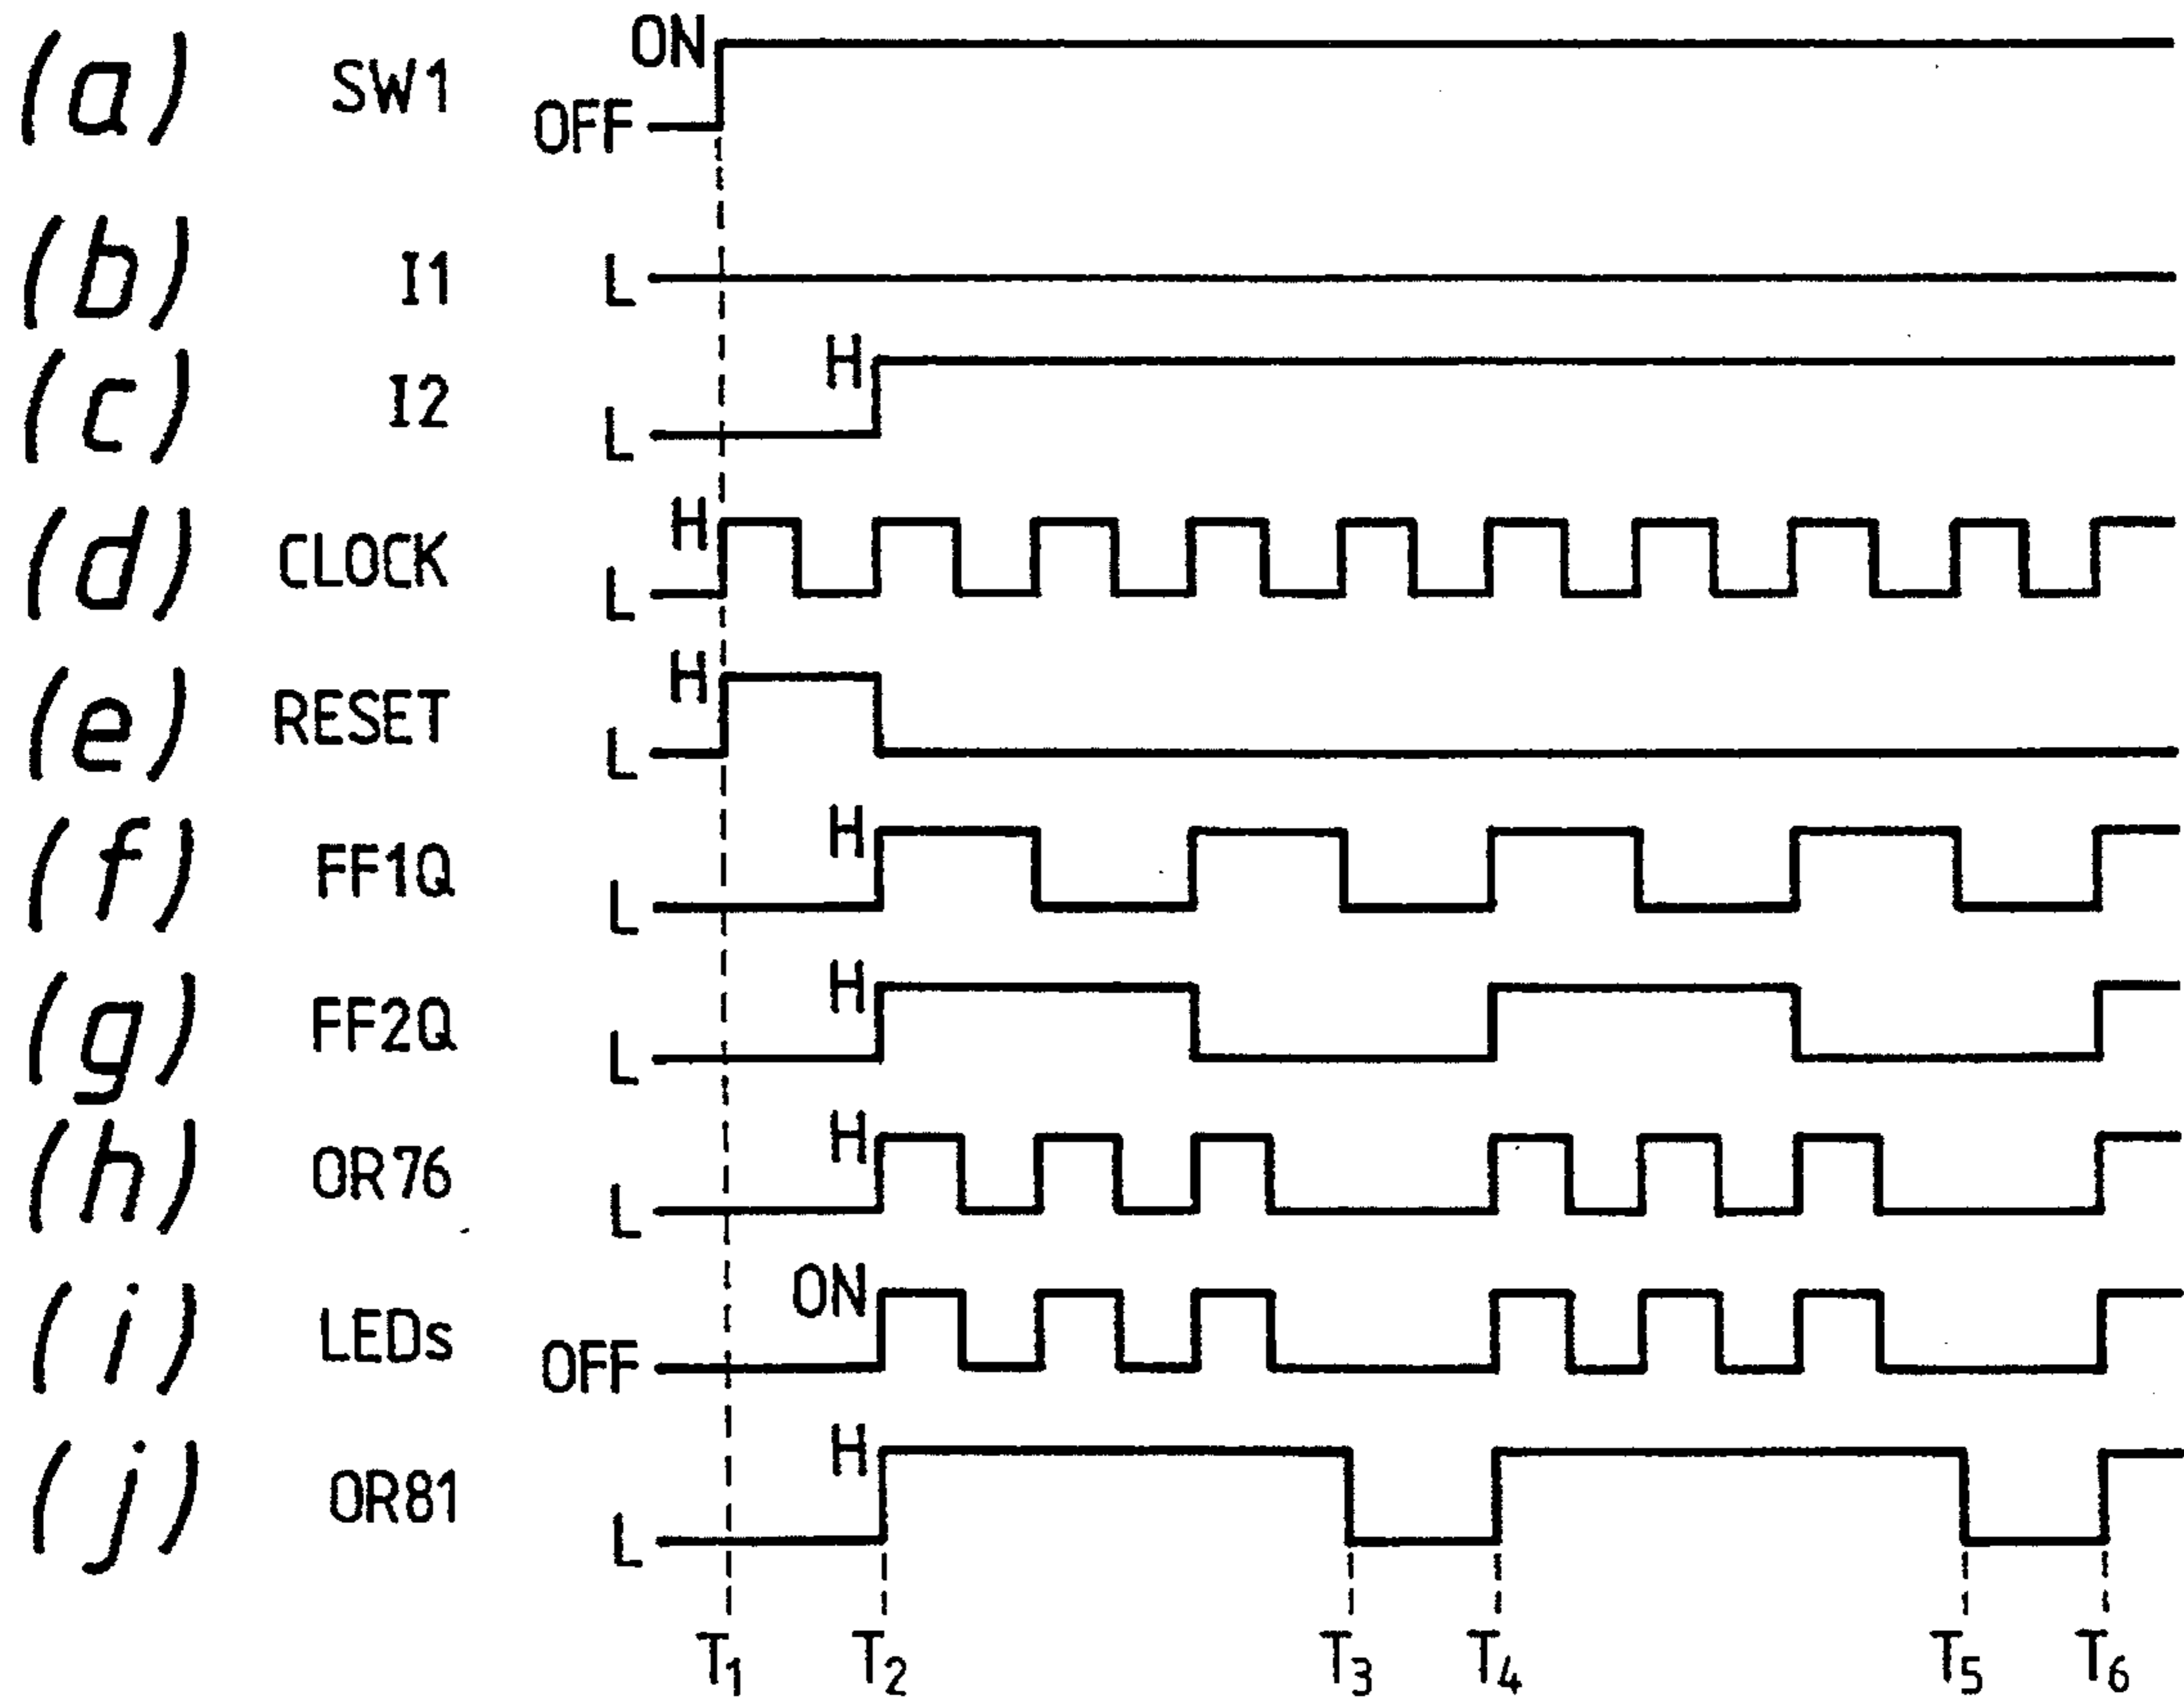 (a) SW1 ON
OFF
(b) I1 L
(c) I2 H
L
(d) CLOCK H
L
(e) RESET H
L
(f) FF1Q H
L
(g) FF2Q H
L
(h) OR76 H
L
(i) LEDs ON
OFF
(j) OR81 H
L
T1 T2 T3 T4 T5 T6